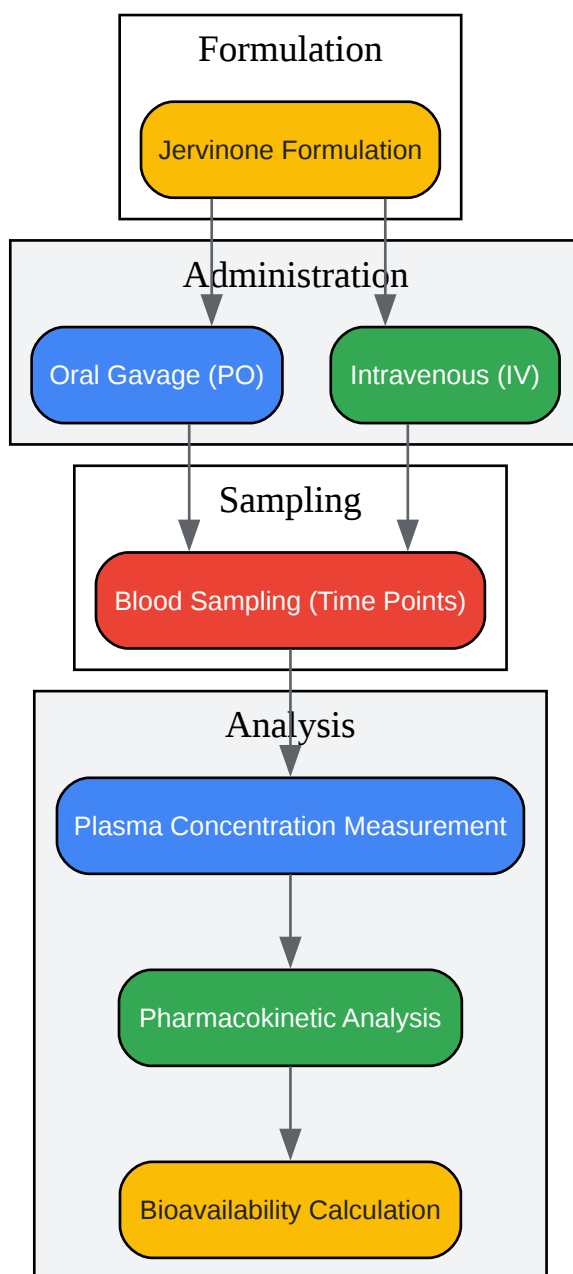 Formulation
Jervinone Formulation
Administration
Oral Gavage (PO)
Intravenous (IV)
Sampling
Blood Sampling (Time Points)
Analysis
Plasma Concentration Measurement
Pharmacokinetic Analysis
Bioavailability Calculation